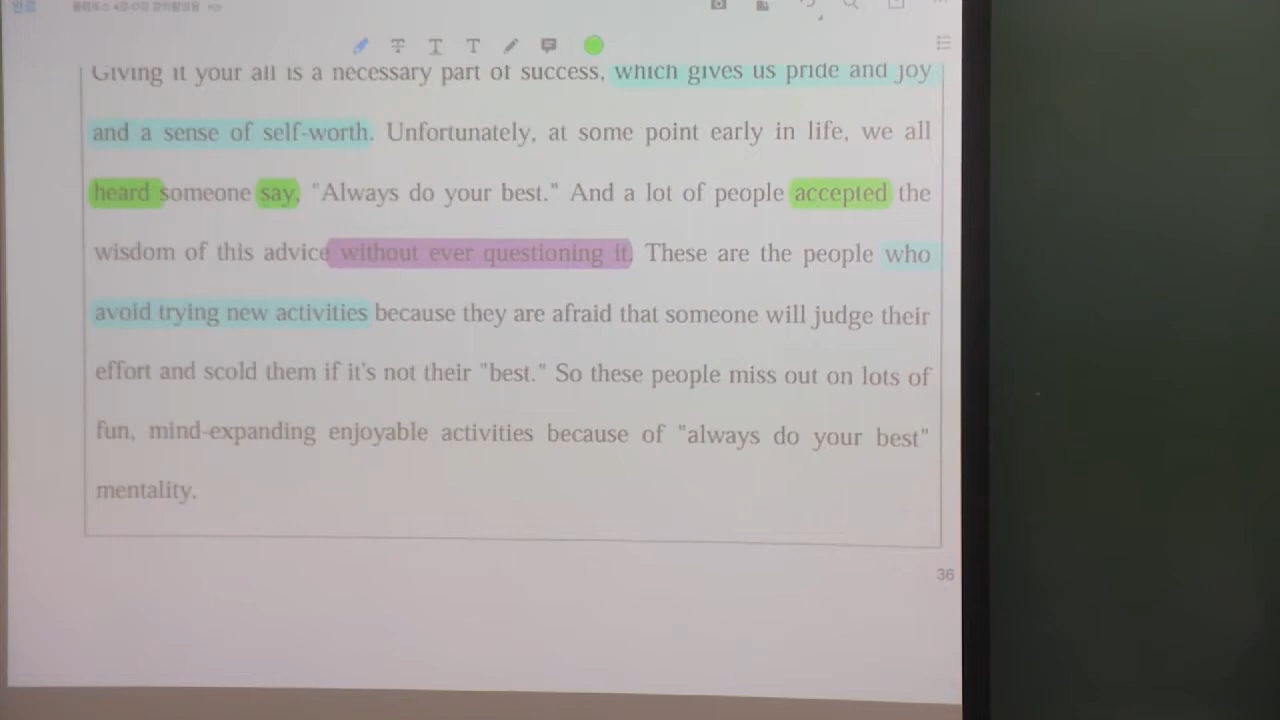 완료
Giving it your all is a necessary part of success, which gives us pride and joy
and a sense of self-worth. Unfortunately, at some point early in life, we all
heard someone say, "Always do your best." And a lot of people accepted the
wisdom of this advice without ever questioning it. These are the people who
avoid trying new activities because they are afraid that someone will judge their
effort and scold them if it's not their "best." So these people miss out on lots of
fun, mind-expanding enjoyable activities because of "always do your best"
mentality.
36